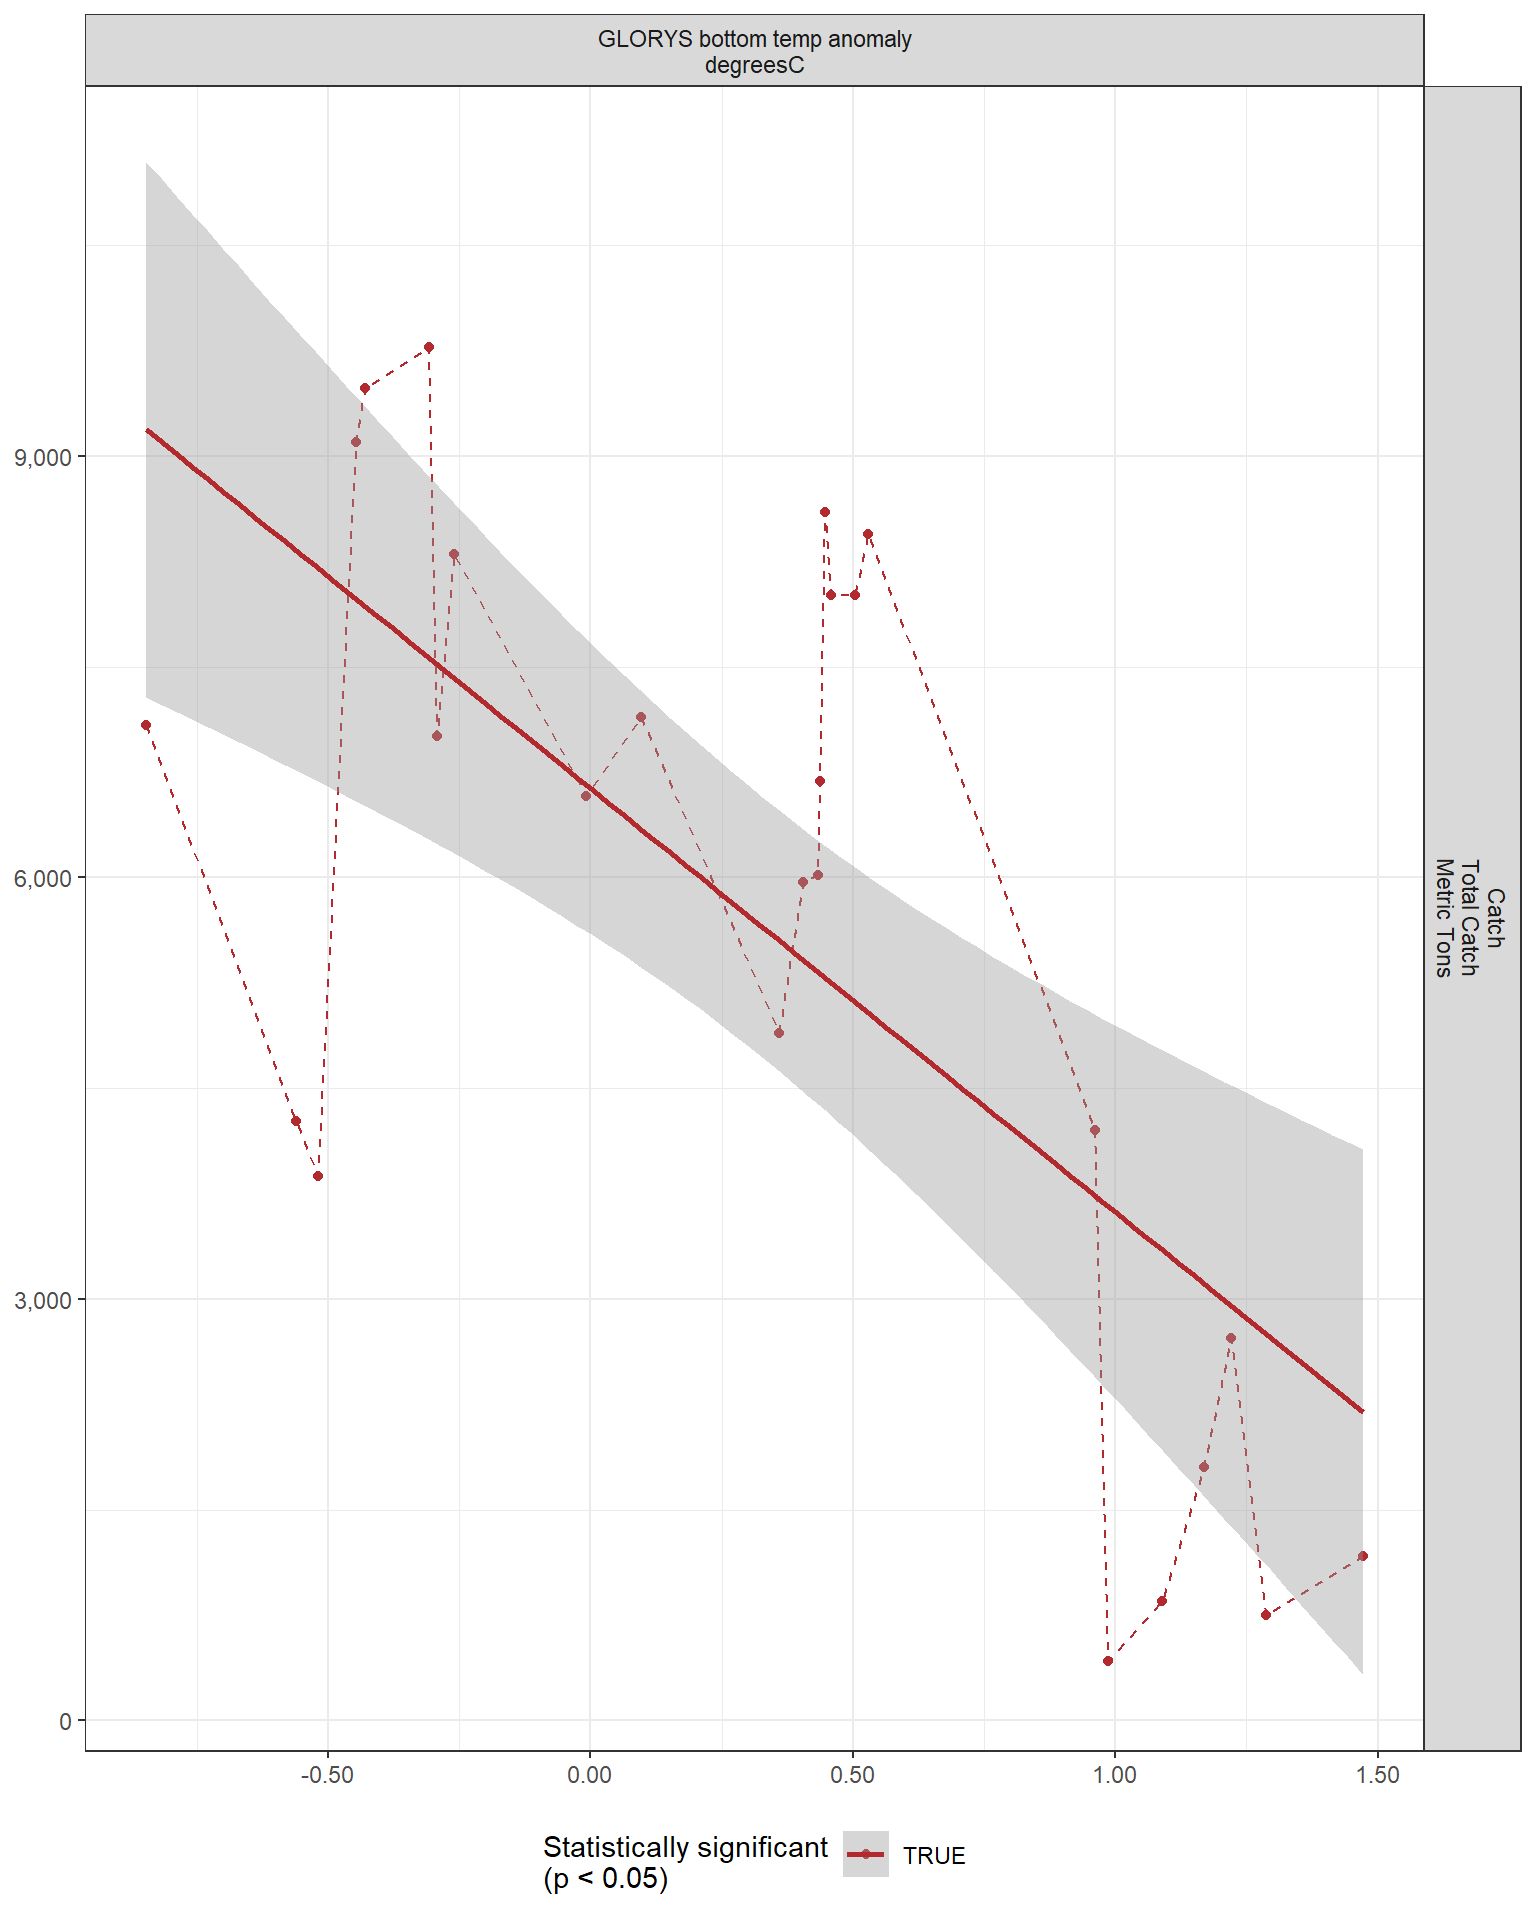 GLORYS bottom temp anomaly
degreesC
Catch
Total Catch
Metric Tons
9,000
6,000
3,000
0
-0.50
0.00
0.50
1.00
1.50
Statistically significant
(p < 0.05)
TRUE